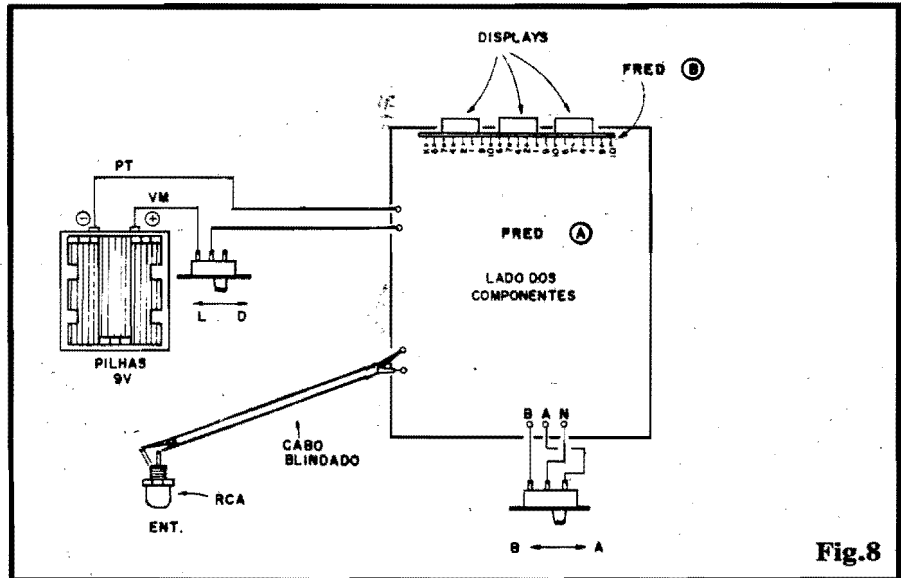 DISPLAYS
FRED B
PT
VM
FRED A
LADO DOS
COMPONENTES
L D
PILHAS
9V
B A N
CABO
BLINDADO
RCA
ENT.
B A
Fig.8